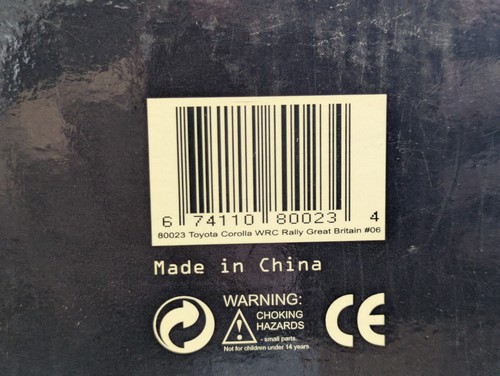 6 74110 80023 4
80023 Toyota Corolla WRC Rally Great Britain #06
Made in China
WARNING:
CHOKING
HAZARDS
- small parts.
Not for children under 14 years
CE